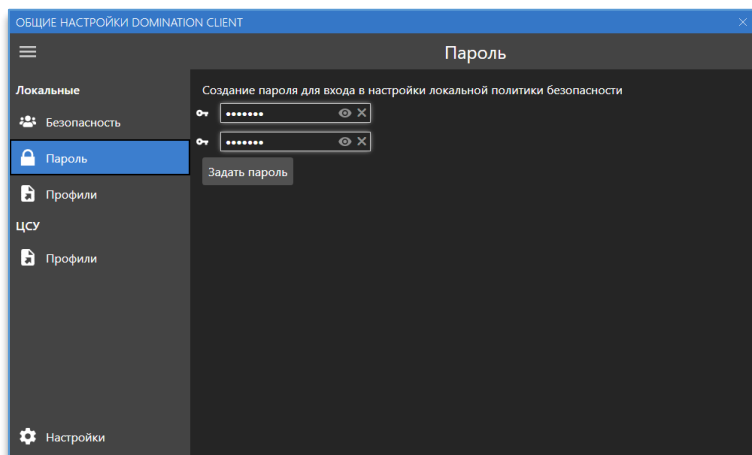 ОБЩИЕ НАСТРОЙКИ DOMINATION CLIENT
Пароль
Локальные
Безопасность
Пароль
Профили
ЦСУ
Профили
Настройки
Создание пароля для входа в настройки локальной политики безопасности
•••••••
•••••••
Задать пароль